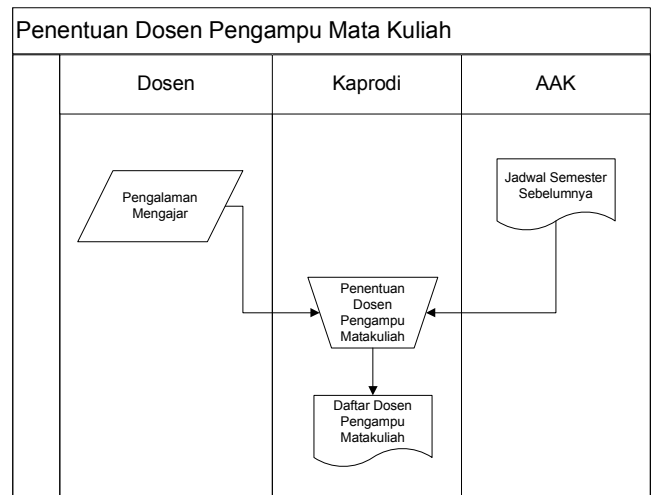 Penentuan Dosen Pengampu Mata Kuliah
Dosen
Kaprodi
AAK
Pengalaman
Mengajar
Jadwal Semester
Sebelumnya
Penentuan
Dosen
Pengampu
Matakuliah
Daftar Dosen
Pengampu
Matakuliah